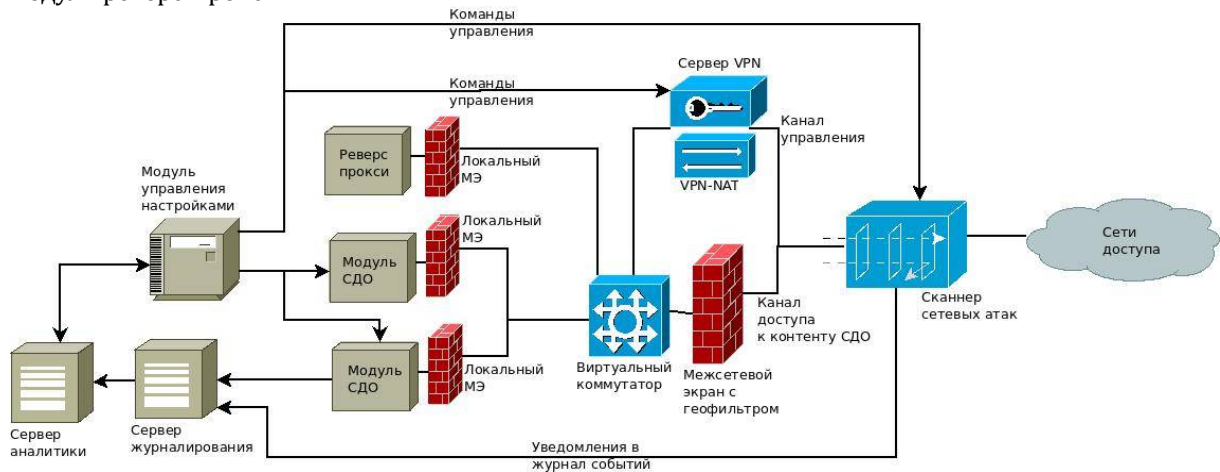 Команды
управления
Сервер VPN
Команды
управления
Канал
управления
Реверс
прокси
Локальный
МЭ
VPN-NAT
Модуль
управления
настройками
Локальный
МЭ
Модуль
СДО
Сети
доступа
Сканнер
сетевых атак
Канал
доступа
к контенту СДО
Модуль
СДО
Локальный
МЭ
Виртуальный
коммутатор
Межсетевой
экран с
геофильтром
Сервер
аналитики
Сервер
журналирования
Уведомления в
журнал событий